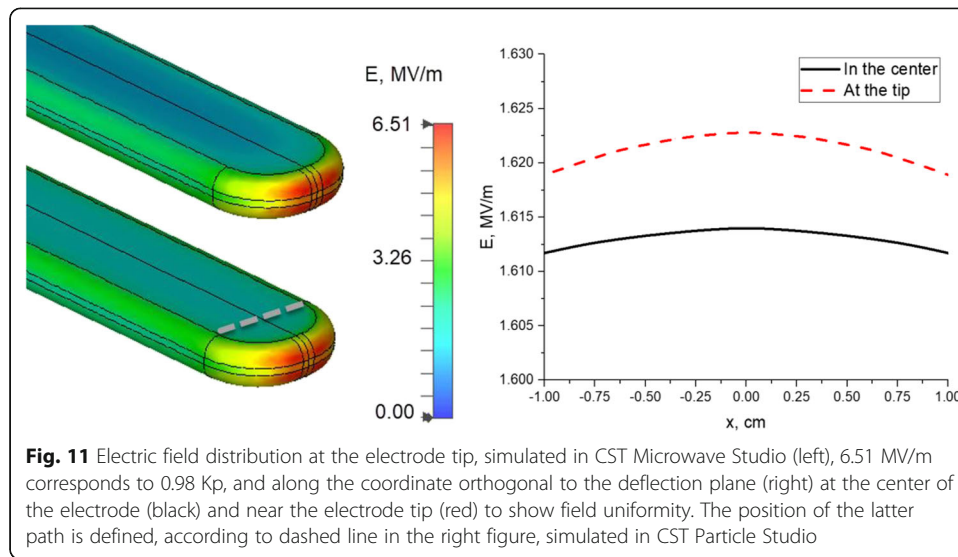 E, MV/m
6.51
3.26
0.00
1.630
1.625
1.620
1.615
1.610
1.605
1.600
E, MV/m
In the center
At the tip
-1.00 -0.75 -0.50 -0.25 0.00 0.25 0.50 0.75 1.00
x, cm
Fig. 11 Electric field distribution at the electrode tip, simulated in CST Microwave Studio (left), 6.51 MV/m
corresponds to 0.98 Kp, and along the coordinate orthogonal to the deflection plane (right) at the center of
the electrode (black) and near the electrode tip (red) to show field uniformity. The position of the latter
path is defined, according to dashed line in the right figure, simulated in CST Particle Studio